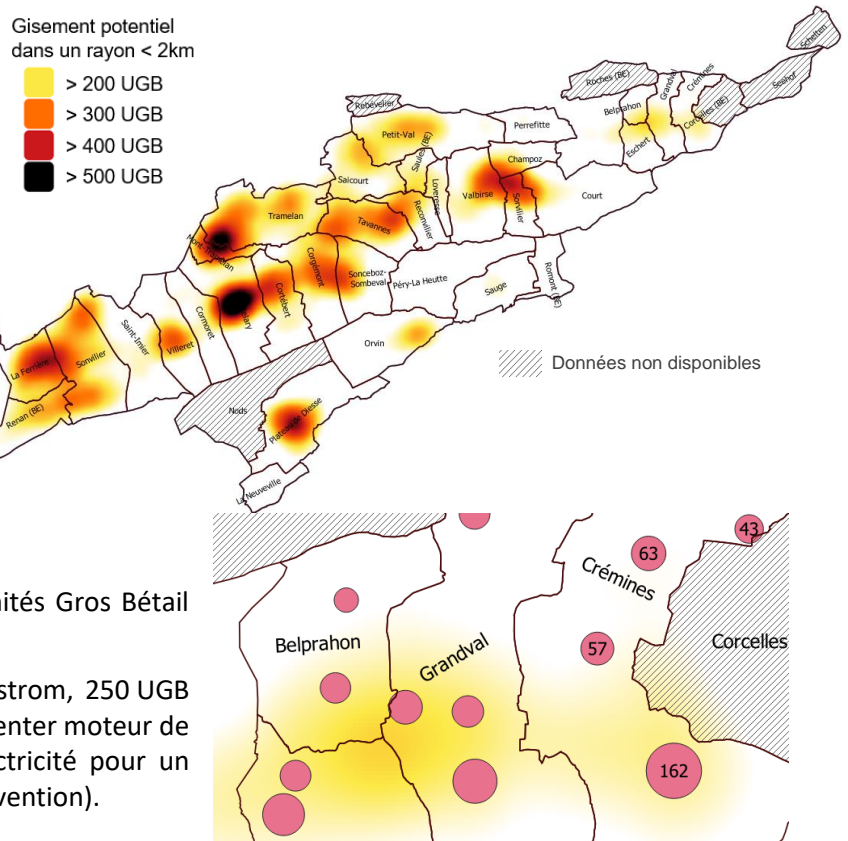 Gisement potentiel
dans un rayon < 2km
> 200 UGB
> 300 UGB
> 400 UGB
> 500 UGB
Schelten
Seehof
Roches (BE)
Grandval
Crémines
Belprahon
Corcelles (BE)
Eschert
Rebévelier
Petit-Val
Perrefitte
Saules (BE)
Champoz
Saicourt
Loveresse
Valbirse
Sorvilier
Court
Tramelan
Tavannes
Reconvilier
Mont-Tramelan
Corgémont
Sonceboz-
Sombeval
Péry-La Heutte
Romont (BE)
Sauge
Cortébert
Cormoret
Saint-Imier
Villeret
Orvin
La Ferrière
Sonvilier
Renan (BE)
Nods
Plateau de Diesse
La Neuveville
Données non disponibles
ités Gros Bétail
strom, 250 UGB
enter moteur de
ctricité pour un
vention).
43
63
Crémines
Belprahon
Grandval
57
Corcelles
162